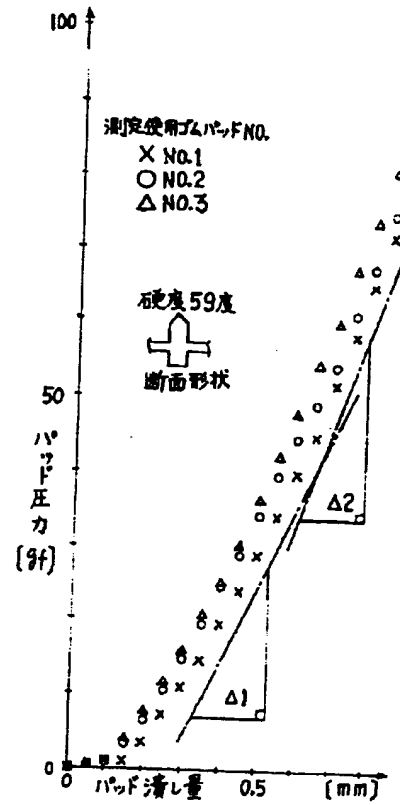 100
測定使用ゴムパッドNO.
× NO.1
○ NO.2
△ NO.3
硬度59度
断面形状
50
パッド圧力
[gf]
Δ2
Δ1
0
0
パッド潰し量
0.5
[mm]